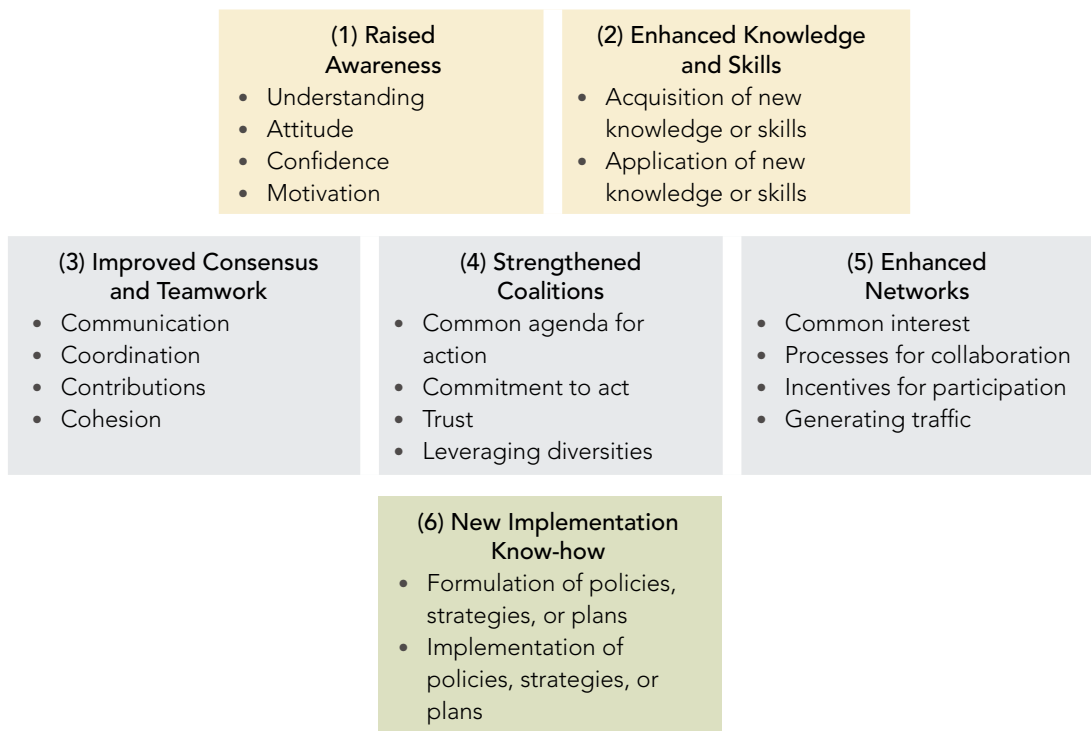 (1) Raised
Awareness
• Understanding
• Attitude
• Confidence
• Motivation
(2) Enhanced Knowledge
and Skills
• Acquisition of new
knowledge or skills
• Application of new
knowledge or skills
(3) Improved Consensus
and Teamwork
• Communication
• Coordination
• Contributions
• Cohesion
(4) Strengthened
Coalitions
• Common agenda for
action
• Commitment to act
• Trust
• Leveraging diversities
(5) Enhanced
Networks
• Common interest
• Processes for collaboration
• Incentives for participation
• Generating traffic
(6) New Implementation
Know-how
• Formulation of policies,
strategies, or plans
• Implementation of
policies, strategies, or
plans